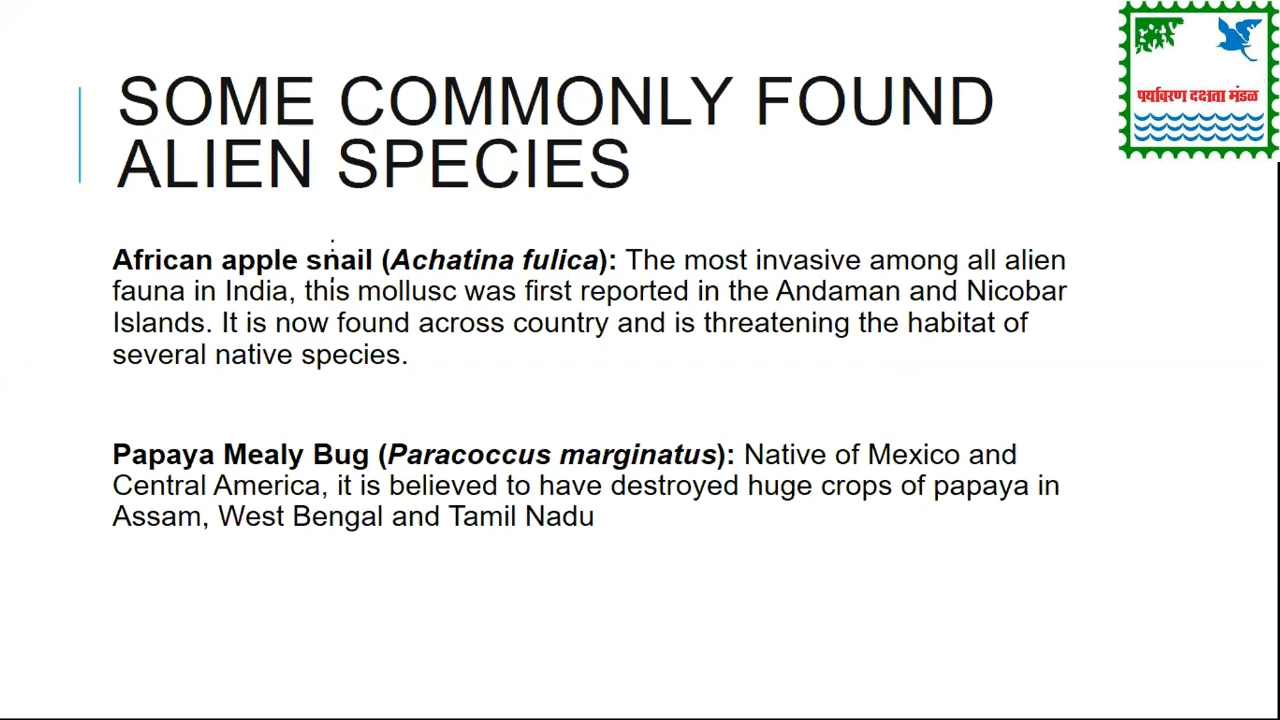 पर्यावरण दक्षता मंडळ
SOME COMMONLY FOUND
ALIEN SPECIES
African apple snail (Achatina fulica): The most invasive among all alien
fauna in India, this mollusc was first reported in the Andaman and Nicobar
Islands. It is now found across country and is threatening the habitat of
several native species.
Papaya Mealy Bug (Paracoccus marginatus): Native of Mexico and
Central America, it is believed to have destroyed huge crops of papaya in
Assam, West Bengal and Tamil Nadu